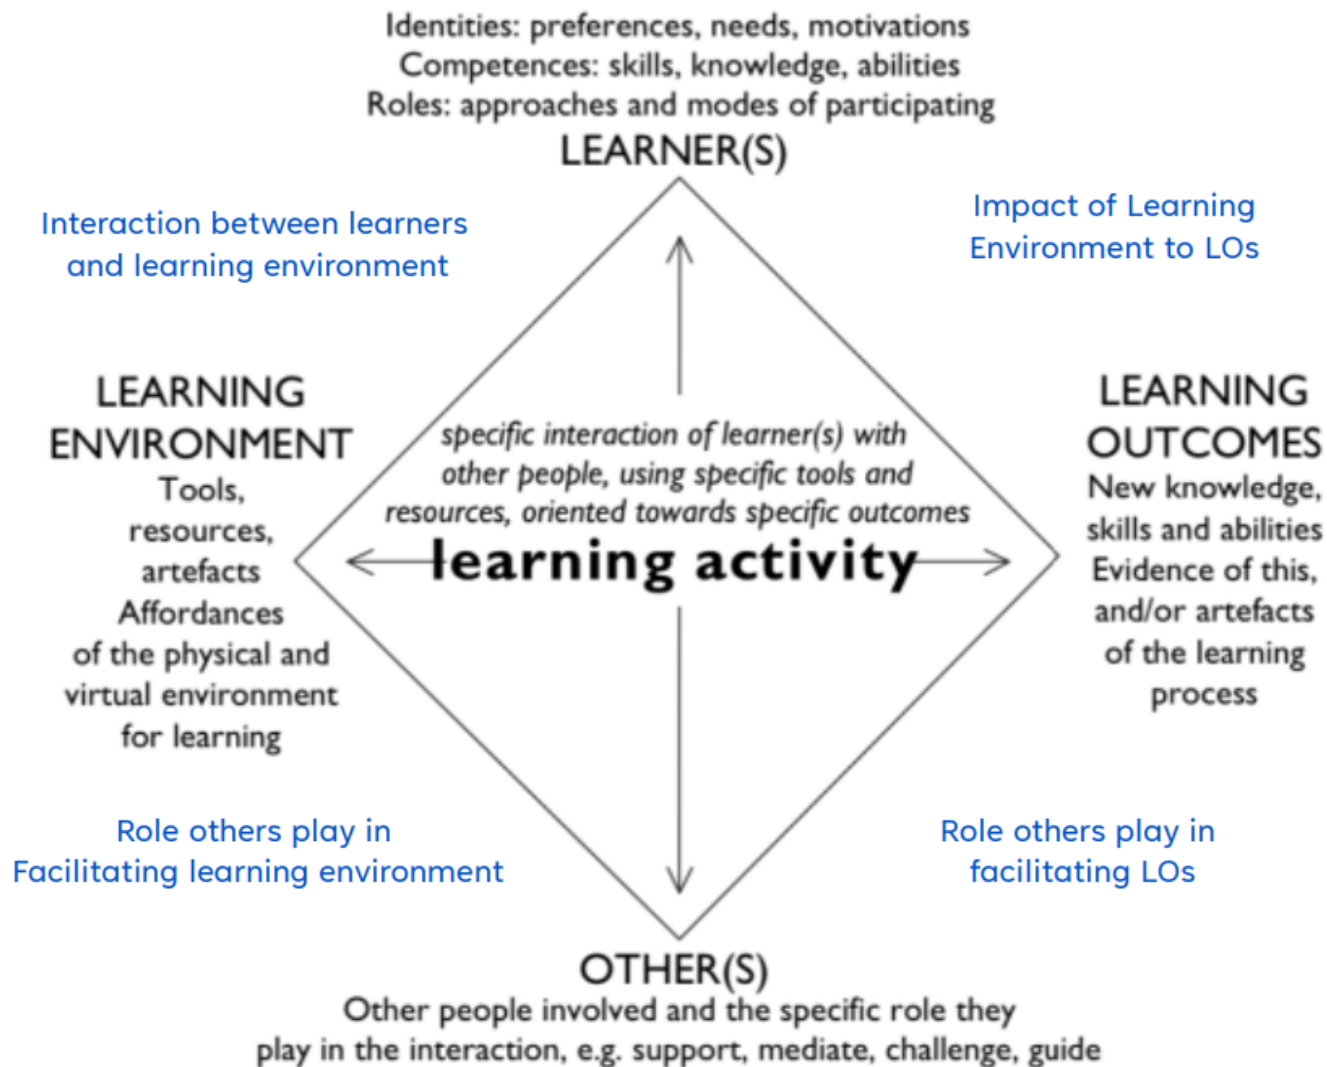 Identities: preferences, needs, motivations
Competences: skills, knowledge, abilities
Roles: approaches and modes of participating
LEARNER(S)
Interaction between learners
and learning environment
Impact of Learning
Environment to LOs
LEARNING
ENVIRONMENT
Tools,
resources,
artefacts
Affordances
of the physical and
virtual environment
for learning
specific interaction of learner(s) with
other people, using specific tools and
resources, oriented towards specific outcomes
learning activity
LEARNING
OUTCOMES
New knowledge,
skills and abilities
Evidence of this,
and/or artefacts
of the learning
process
Role others play in
Facilitating learning environment
Role others play in
facilitating LOs
OTHER(S)
Other people involved and the specific role they
play in the interaction, e.g. support, mediate, challenge, guide